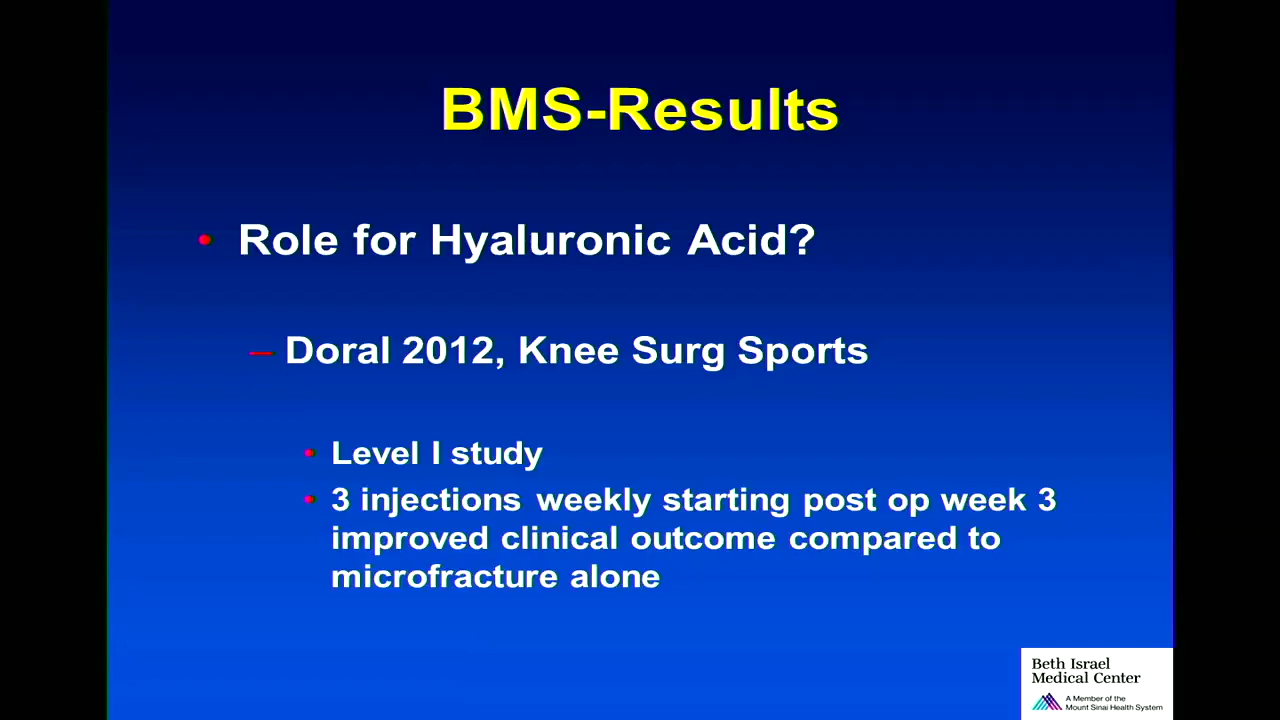 BMS-Results
• Role for Hyaluronic Acid?
– Doral 2012, Knee Surg Sports
• Level I study
• 3 injections weekly starting post op week 3
improved clinical outcome compared to
microfracture alone
Beth Israel
Medical Center
A Member of the
Mount Sinai Health System